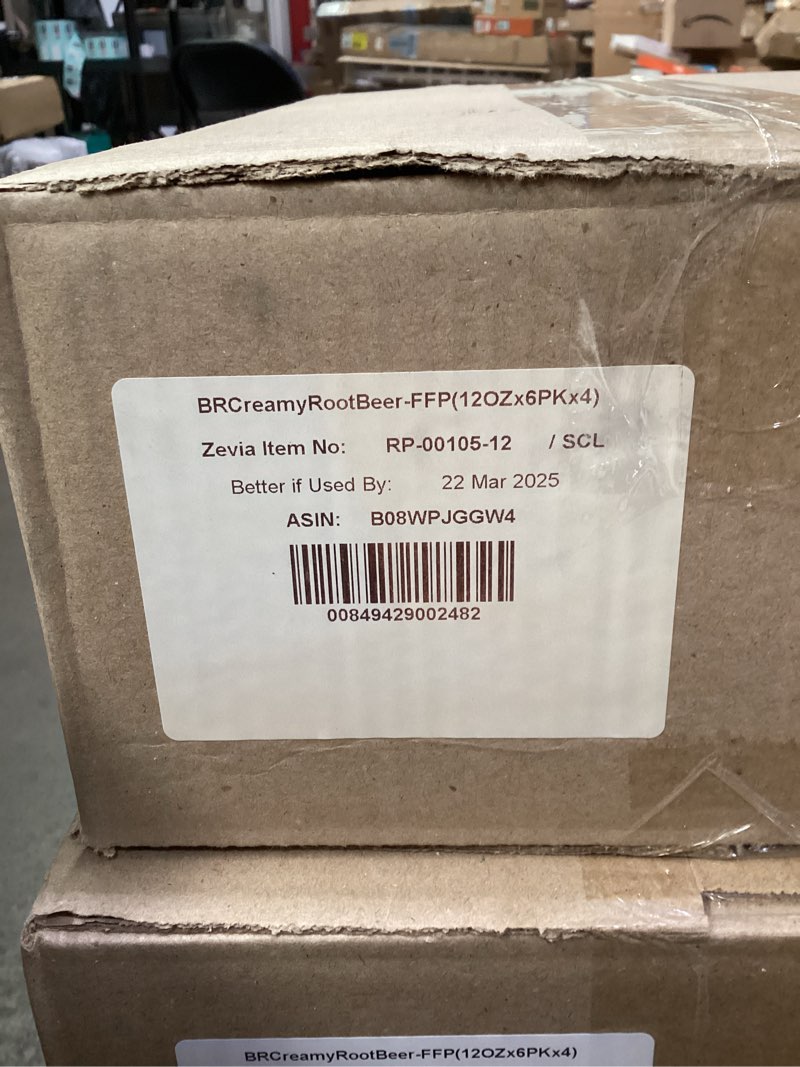 BRCreamyRootBeer-FFP(12OZx6PKx4)
Zevia Item No: RP-00105-12 / SCL
Better if Used By: 22 Mar 2025
ASIN: B08WPJGGW4
00849429002482
BRCreamyRootBeer-FFP(12OZx6PKx4)